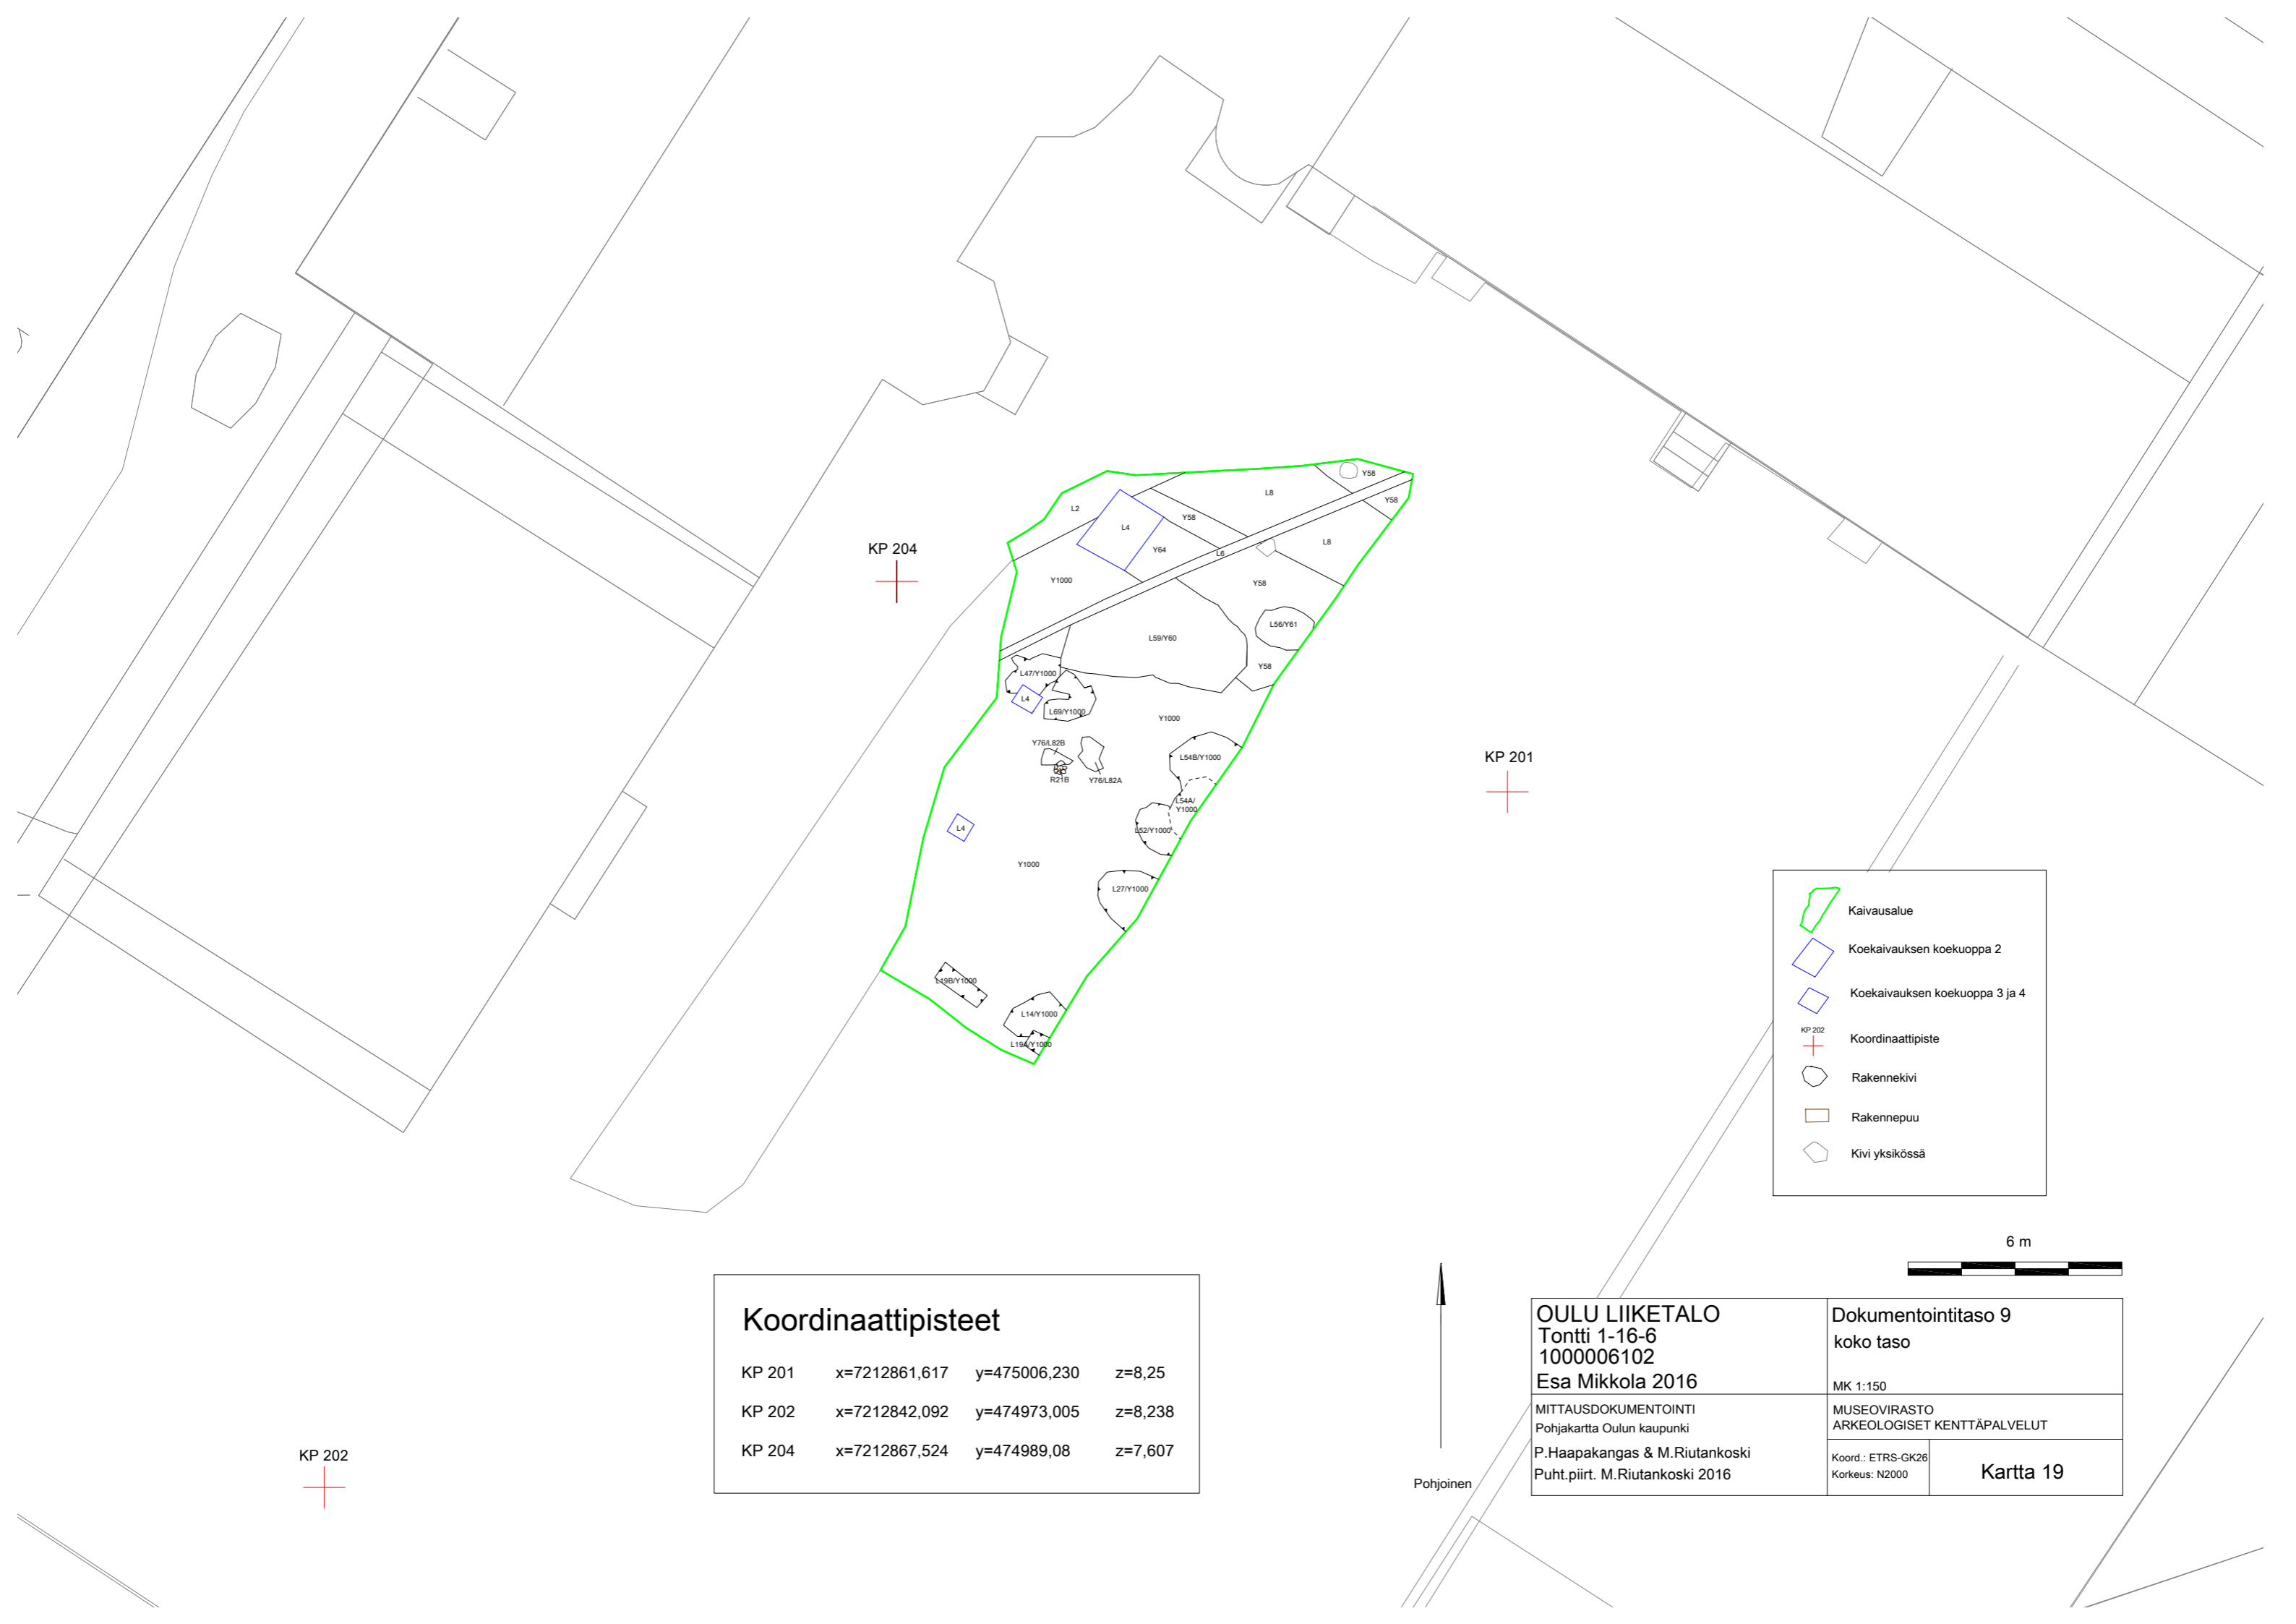 Y58
L8
Y58
L2
Y58
L4
L8
KP 204
Y64
L6
Y1000
Y58
L56/Y61
L59/Y60
Y58
L47/Y1000
L4
L69/Y1000
Y1000
Y76/L82B
L54B/Y1000
KP 201
R21B
Y76/L82A
L54A/
Y1000
L4
L52/Y1000
Y1000
L27/Y1000
L19B/Y1000
L14/Y1000
L19A/Y1000
Kaivausalue
Koekaivauksen koekuoppa 2
Koekaivauksen koekuoppa 3 ja 4
KP 202
Koordinaattipiste
Rakennekivi
Rakennepuu
Kivi yksikössä
6 m
Koordinaattipisteet
KP 201 x=7212861,617 y=475006,230 z=8,25
KP 202 x=7212842,092 y=474973,005 z=8,238
KP 204 x=7212867,524 y=474989,08 z=7,607
KP 202
Pohjoinen
OULU LIIKETALO
Tontti 1-16-6
1000006102
Esa Mikkola 2016
Dokumentointitaso 9
koko taso
MK 1:150
MITTAUSDOKUMENTOINTI
Pohjakartta Oulun kaupunki
P.Haapakangas & M.Riutankoski
Puht.piirt. M.Riutankoski 2016
MUSEOVIRASTO
ARKEOLOGISET KENTTÄPALVELUT
Koord.: ETRS-GK26
Korkeus: N2000
Kartta 19